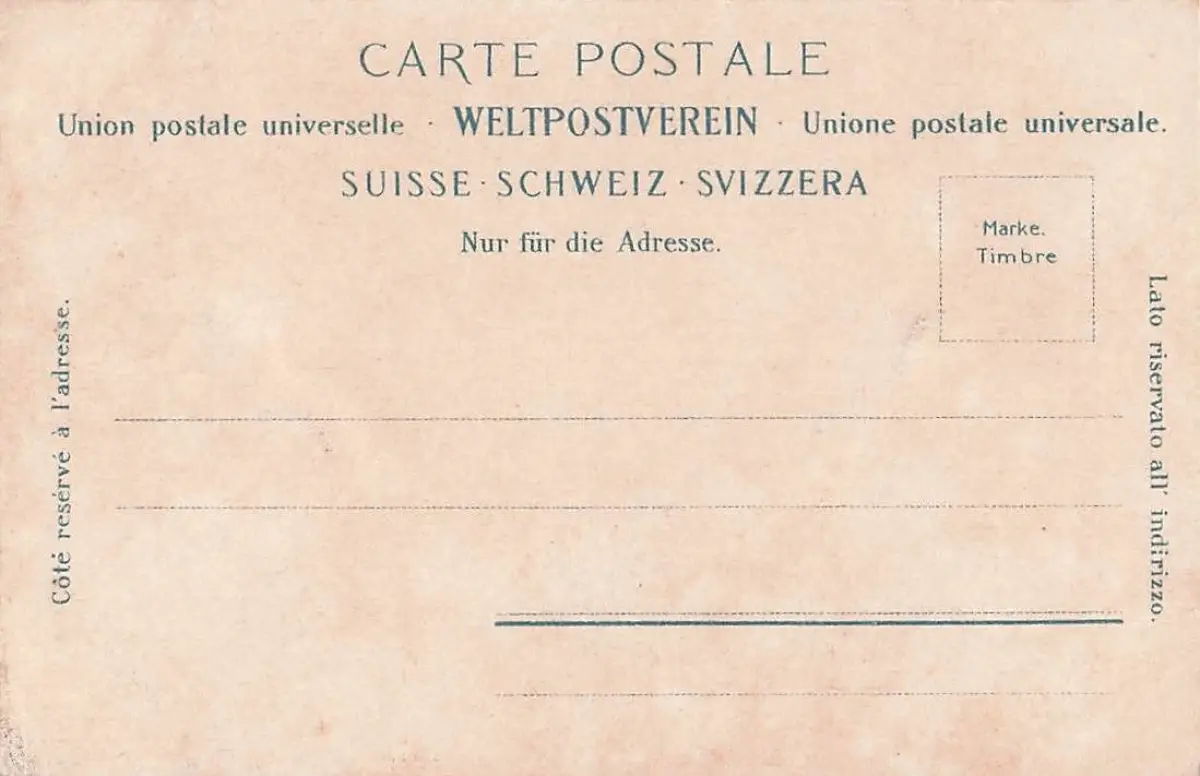 CARTE POSTALE
Union postale universelle · WELTPOSTVEREIN · Unione postale universale.
SUISSE · SCHWEIZ · SVIZZERA
Nur für die Adresse.
Marke.
Timbre
Côté resérvé à l'adresse.
Lato riservato all' indirizzo.